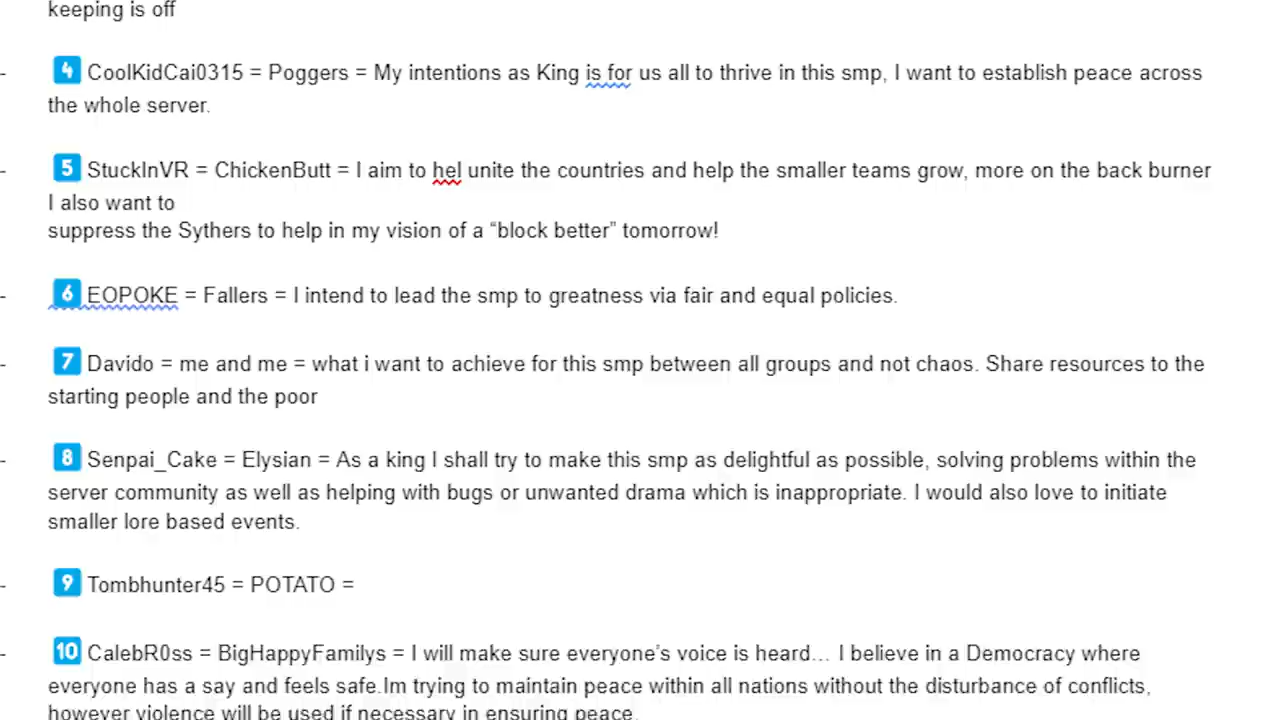 keeping is off
- 4 CoolKidCai0315 = Poggers = My intentions as King is for us all to thrive in this smp, I want to establish peace across
the whole server.
- 5 StuckInVR = ChickenButt = I aim to hel unite the countries and help the smaller teams grow, more on the back burner
I also want to
suppress the Sythers to help in my vision of a “block better” tomorrow!
- 6 EOPOKE = Fallers = I intend to lead the smp to greatness via fair and equal policies.
- 7 Davido = me and me = what i want to achieve for this smp between all groups and not chaos. Share resources to the
starting people and the poor
- 8 Senpai_Cake = Elysian = As a king I shall try to make this smp as delightful as possible, solving problems within the
server community as well as helping with bugs or unwanted drama which is inappropriate. I would also love to initiate
smaller lore based events.
- 9 Tombhunter45 = POTATO =
- 10 CalebR0ss = BigHappyFamilys = I will make sure everyone’s voice is heard... I believe in a Democracy where
everyone has a say and feels safe.Im trying to maintain peace within all nations without the disturbance of conflicts,
however violence will be used if necessary in ensuring peace.